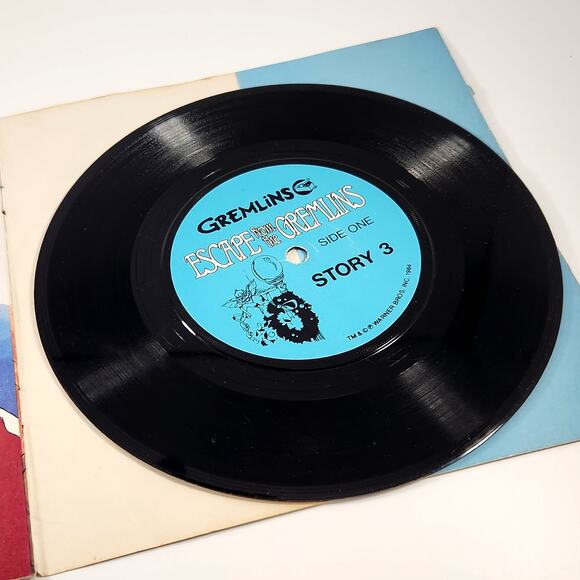 GREMLINS
ESCAPE from the GREMLINS
SIDE ONE
STORY 3
TM & © ℗ WARNER BROS. INC. 1984